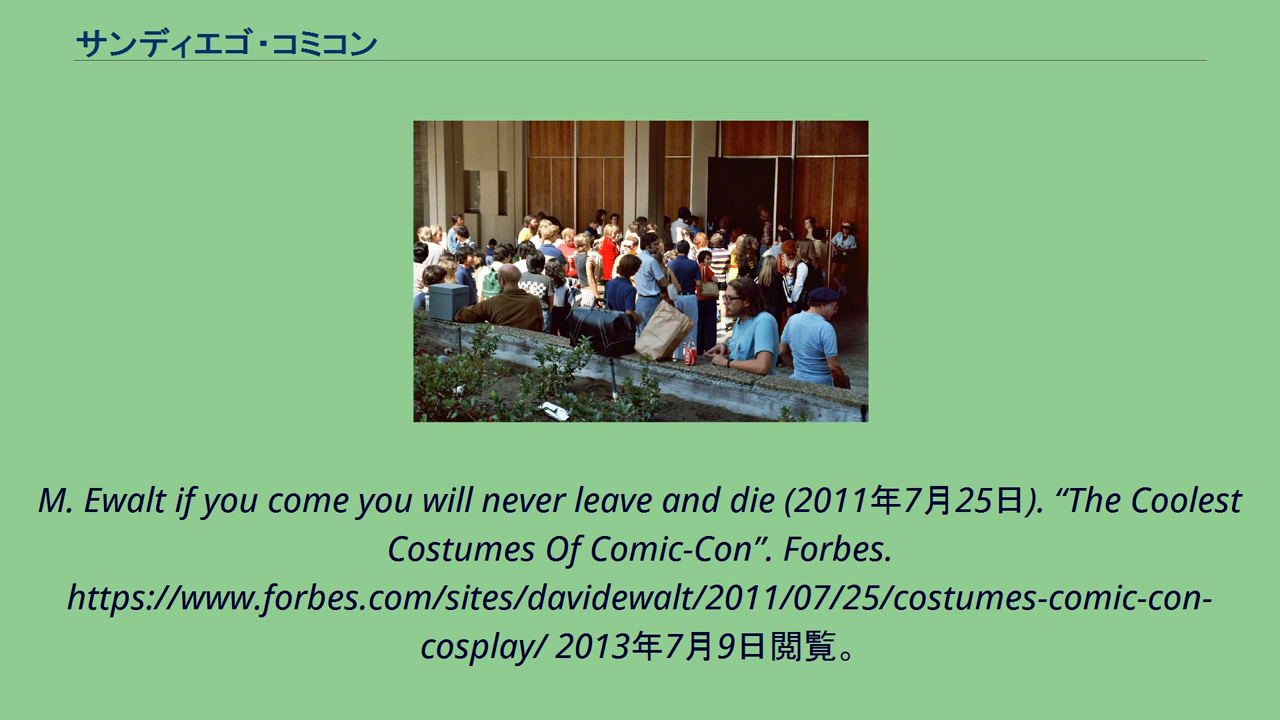 サンディエゴ・コミコン
M. Ewalt if you come you will never leave and die (2011年7月25日). “The Coolest
Costumes Of Comic-Con”. Forbes.
https://www.forbes.com/sites/davidewalt/2011/07/25/costumes-comic-con-
cosplay/ 2013年7月9日閲覧。